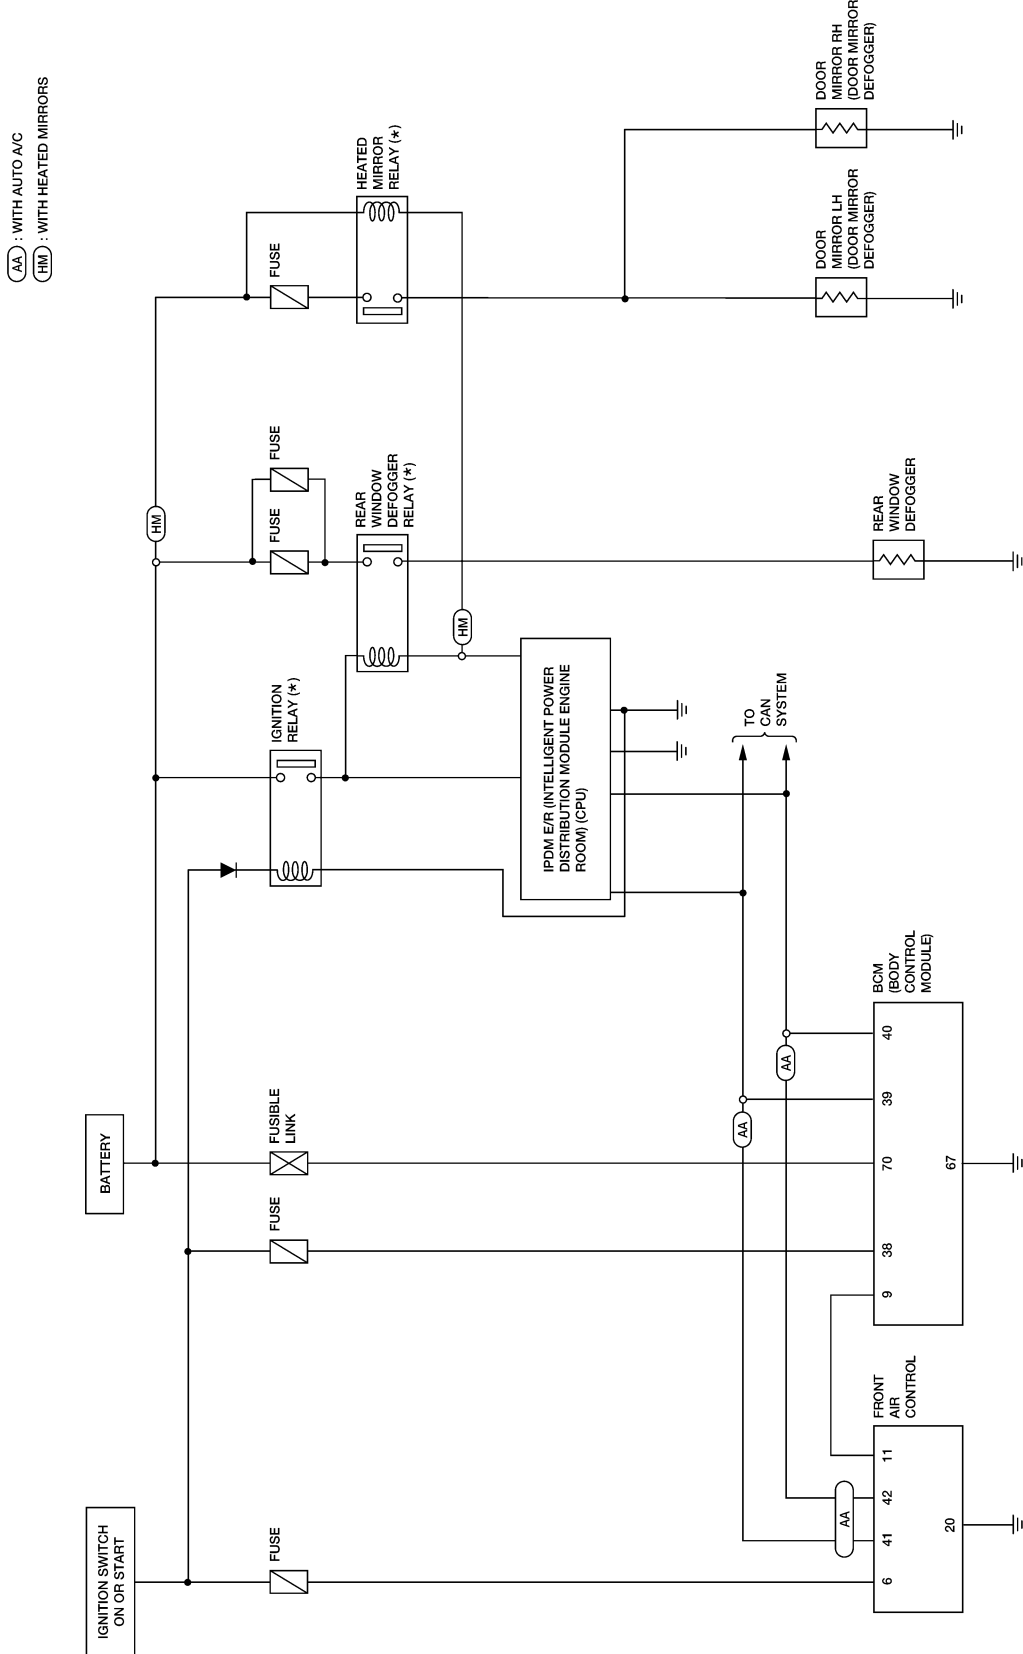 AA : WITH AUTO A/C
HM : WITH HEATED MIRRORS
IGNITION SWITCH
ON OR START
BATTERY
HM
FUSE
FUSE
FUSIBLE
LINK
IGNITION
RELAY (*)
FUSE
FUSE
FUSE
REAR
WINDOW
DEFOGGER
RELAY (*)
HEATED
MIRROR
RELAY (*)
HM
IPDM E/R (INTELLIGENT POWER
DISTRIBUTION MODULE ENGINE
ROOM) (CPU)
TO
CAN
SYSTEM
AA
AA
AA
FRONT
AIR
CONTROL
6
41
42
11
20
BCM
(BODY
CONTROL
MODULE)
9
38
70
39
40
67
REAR
WINDOW
DEFOGGER
DOOR
MIRROR LH
(DOOR MIRROR
DEFOGGER)
DOOR
MIRROR RH
(DOOR MIRROR
DEFOGGER)